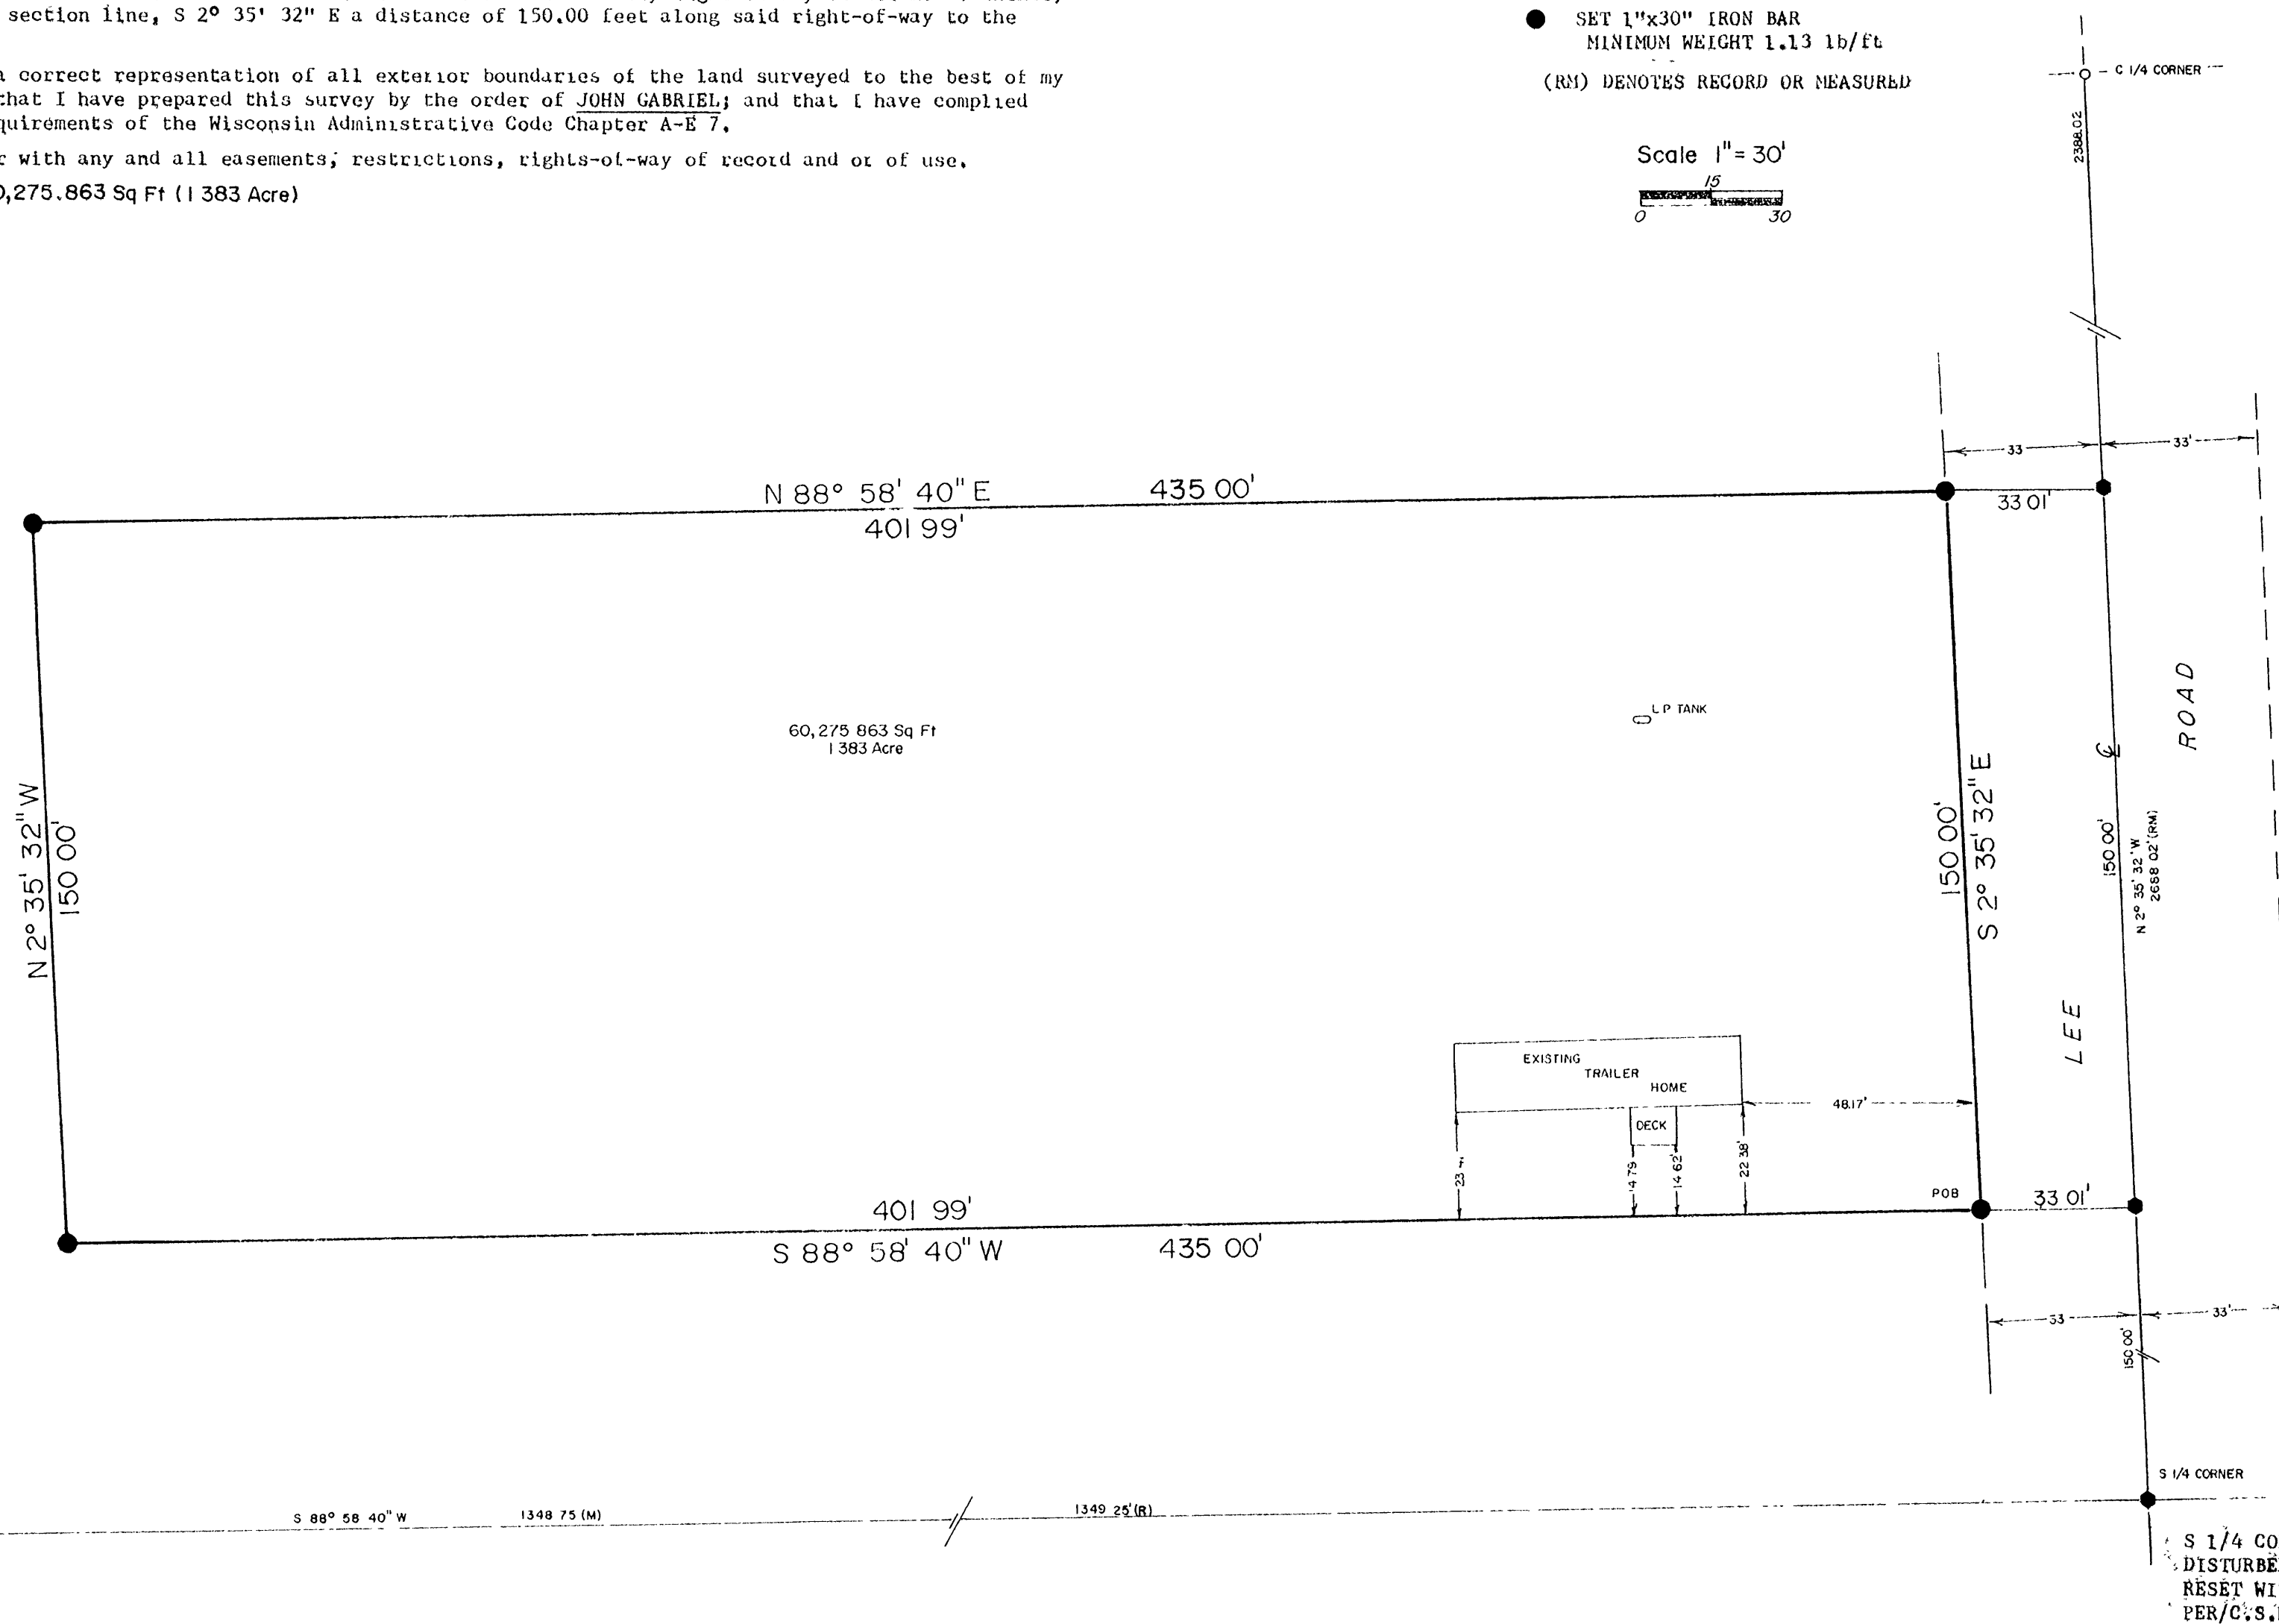 section line, S 2° 35' 32" E a distance of 150.00 feet along said right-of-way to the
correct representation of all exterior boundaries of the land surveyed to the best of my
that I have prepared this survey by the order of JOHN GABRIEL; and that I have complied
quirements of the Wisconsin Administrative Code Chapter A-E 7.
with any and all easements, restrictions, rights-of-way of record and or of use.
,275.863 Sq Ft (1 383 Acre)
● SET 1"x30" IRON BAR
MINIMUM WEIGHT 1.13 lb/ft
(RM) DENOTES RECORD OR MEASURED
Scale 1" = 30'
15
0 30
C 1/4 CORNER
2388.02
33 33'
N 88° 58' 40" E 435 00'
401 99'
33 01'
N 2° 35' 32" W
150 00'
60,275 863 Sq Ft
1 383 Acre
L P TANK
150 00'
S 2° 35' 32" E
LEE ROAD
150 00'
N 2° 35' 32" W
2688 02' (RM)
EXISTING
TRAILER
HOME
DECK
48.17'
23
14 62'
22 38'
POB
33 01'
401 99'
S 88° 58' 40" W 435 00'
33 33'
150 00'
S 1/4 CORNER
S 88° 58 40" W 1348 75 (M) 1349 25' (R)
S 1/4 CO
DISTURBE
RESET WI
PER/C.S.